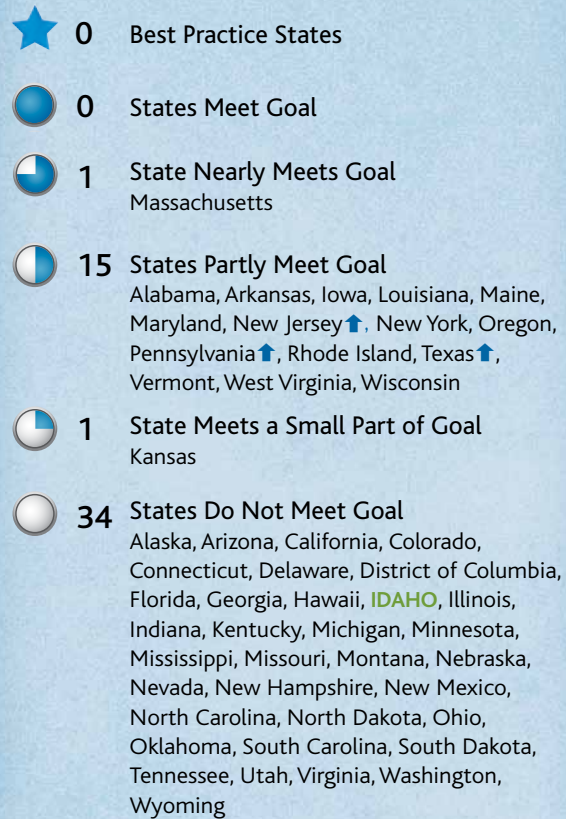 0 Best Practice States
0 States Meet Goal
1 State Nearly Meets Goal
Massachusetts
15 States Partly Meet Goal
Alabama, Arkansas, Iowa, Louisiana, Maine,
Maryland, New Jersey⬆, New York, Oregon,
Pennsylvania⬆, Rhode Island, Texas⬆,
Vermont, West Virginia, Wisconsin
1 State Meets a Small Part of Goal
Kansas
34 States Do Not Meet Goal
Alaska, Arizona, California, Colorado,
Connecticut, Delaware, District of Columbia,
Florida, Georgia, Hawaii, IDAHO, Illinois,
Indiana, Kentucky, Michigan, Minnesota,
Mississippi, Missouri, Montana, Nebraska,
Nevada, New Hampshire, New Mexico,
North Carolina, North Dakota, Ohio,
Oklahoma, South Carolina, South Dakota,
Tennessee, Utah, Virginia, Washington,
Wyoming